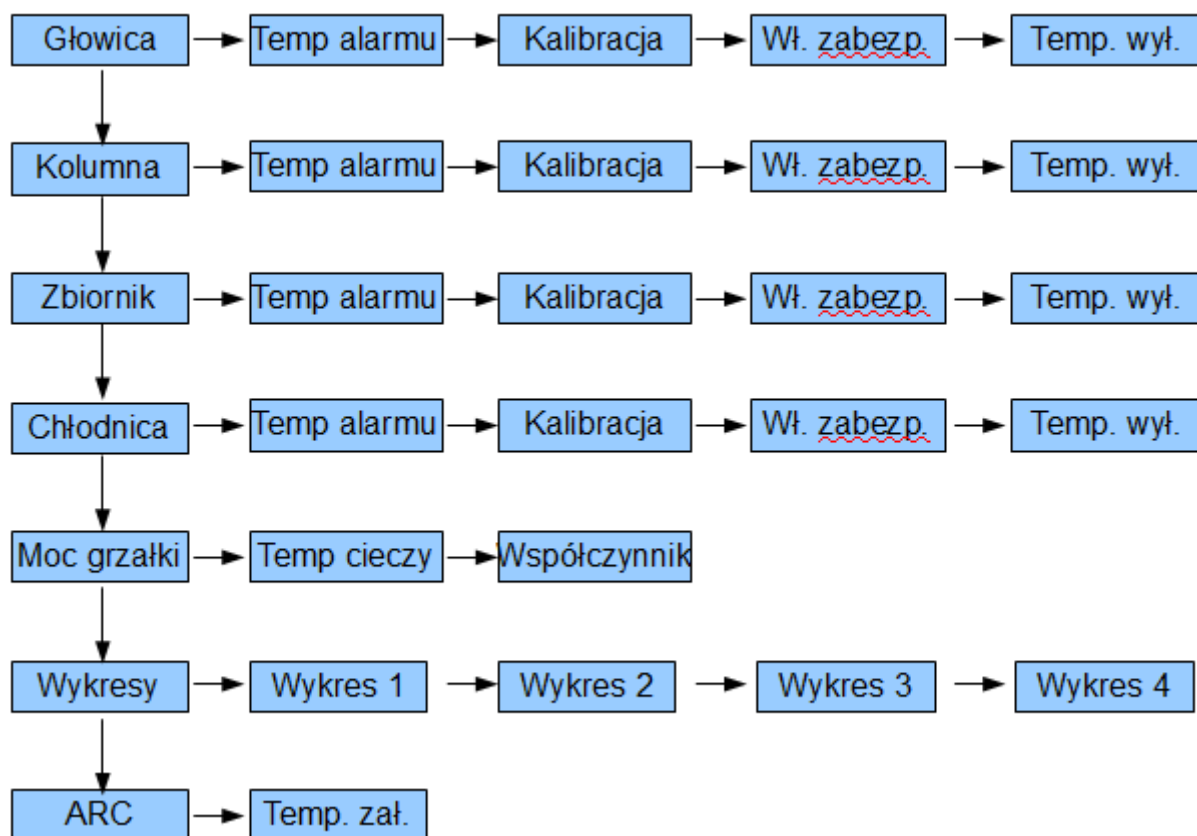 Głowica
Temp alarmu
Kalibracja
Wł. zabezp.
Temp. wył.
Kolumna
Temp alarmu
Kalibracja
Wł. zabezp.
Temp. wył.
Zbiornik
Temp alarmu
Kalibracja
Wł. zabezp.
Temp. wył.
Chłodnica
Temp alarmu
Kalibracja
Wł. zabezp.
Temp. wył.
Moc grzałki
Temp cieczy
Współczynnik
Wykresy
Wykres 1
Wykres 2
Wykres 3
Wykres 4
ARC
Temp. zał.